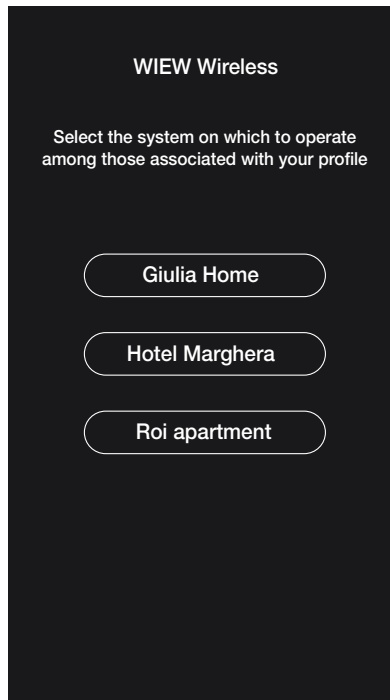 WIEW Wireless
Select the system on which to operate
among those associated with your profile
Giulia Home
Hotel Marghera
Roi apartment